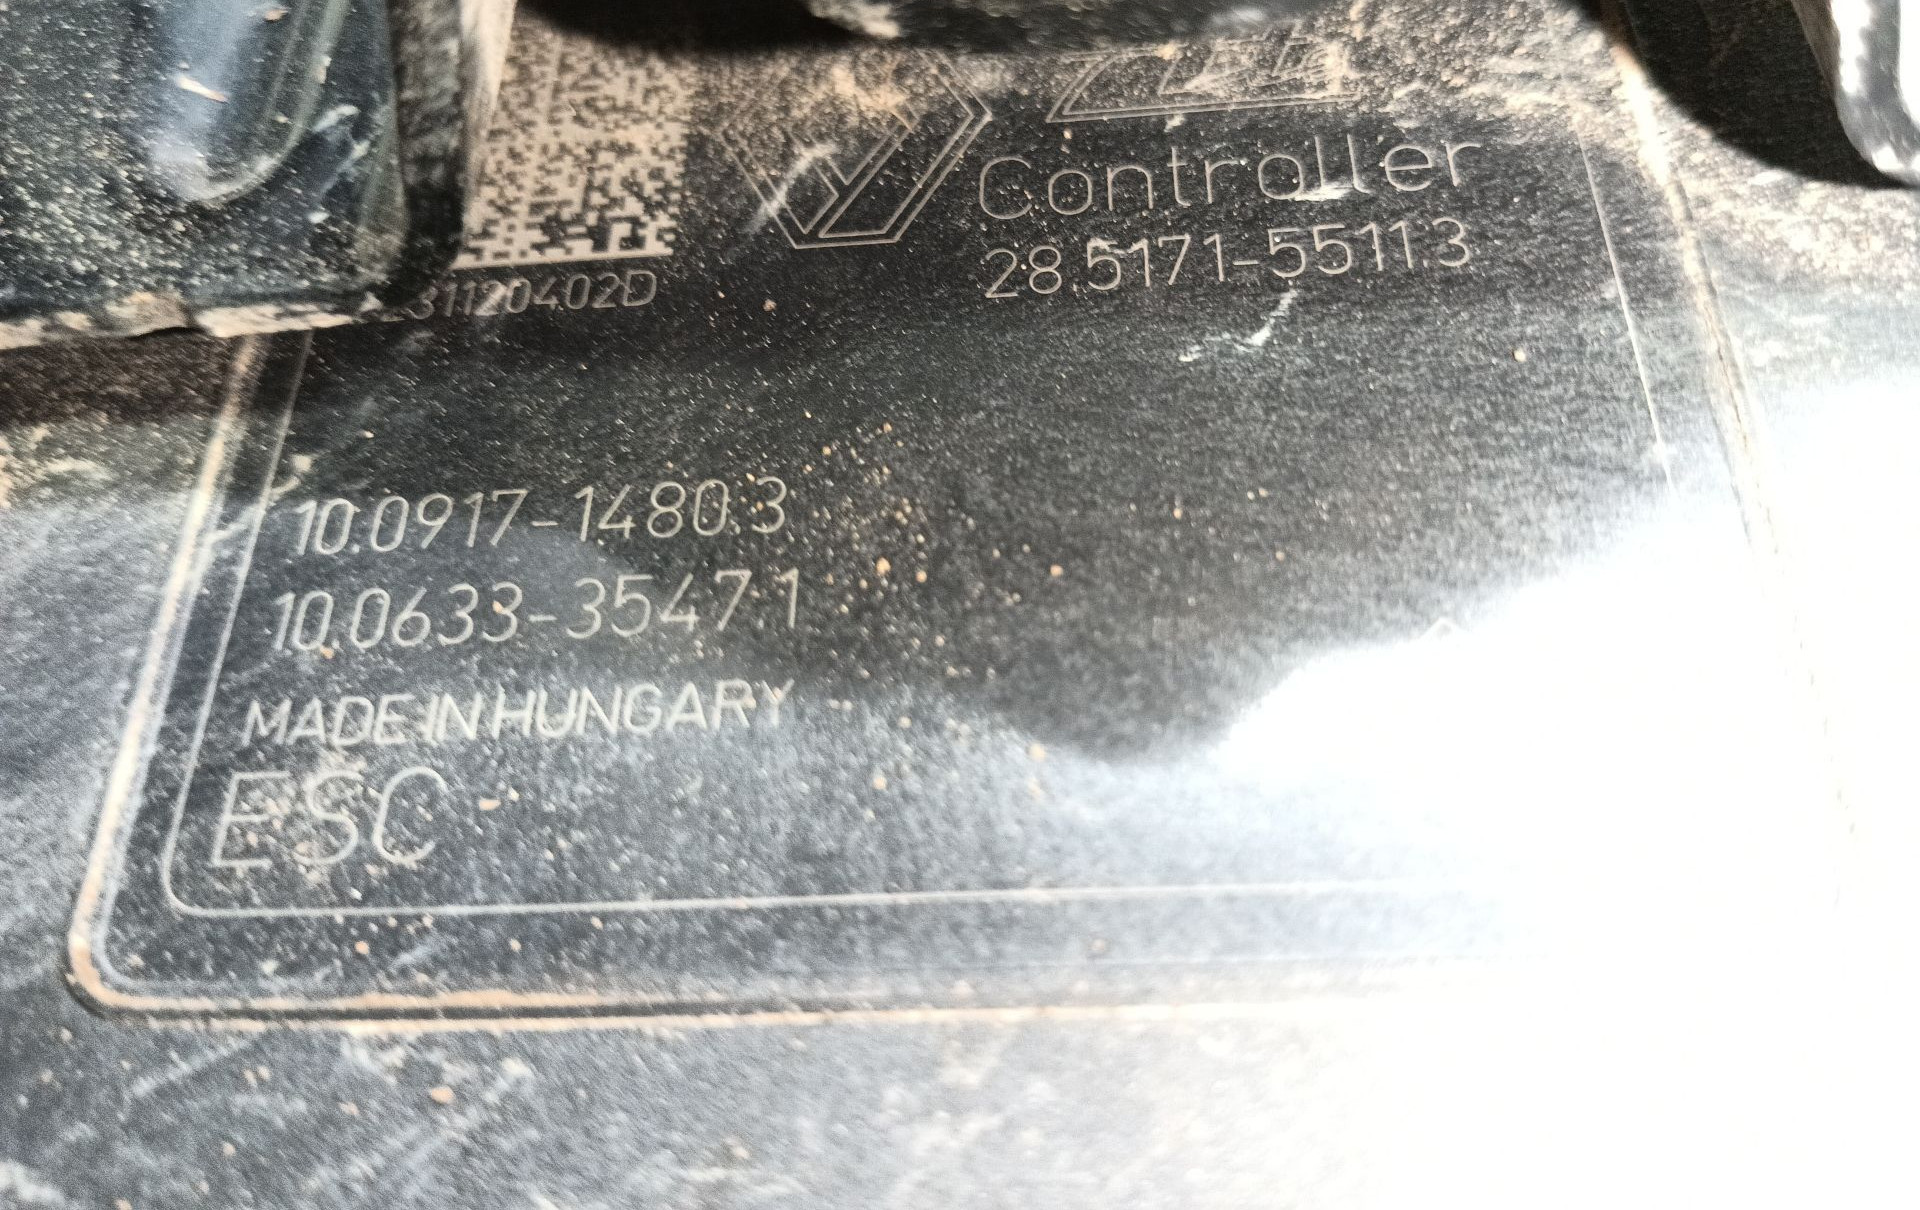 Controller
28.5171-5511.3
31120402D
10.0917-1480.3
10.0633-3547.1
MADE IN HUNGARY
ESC